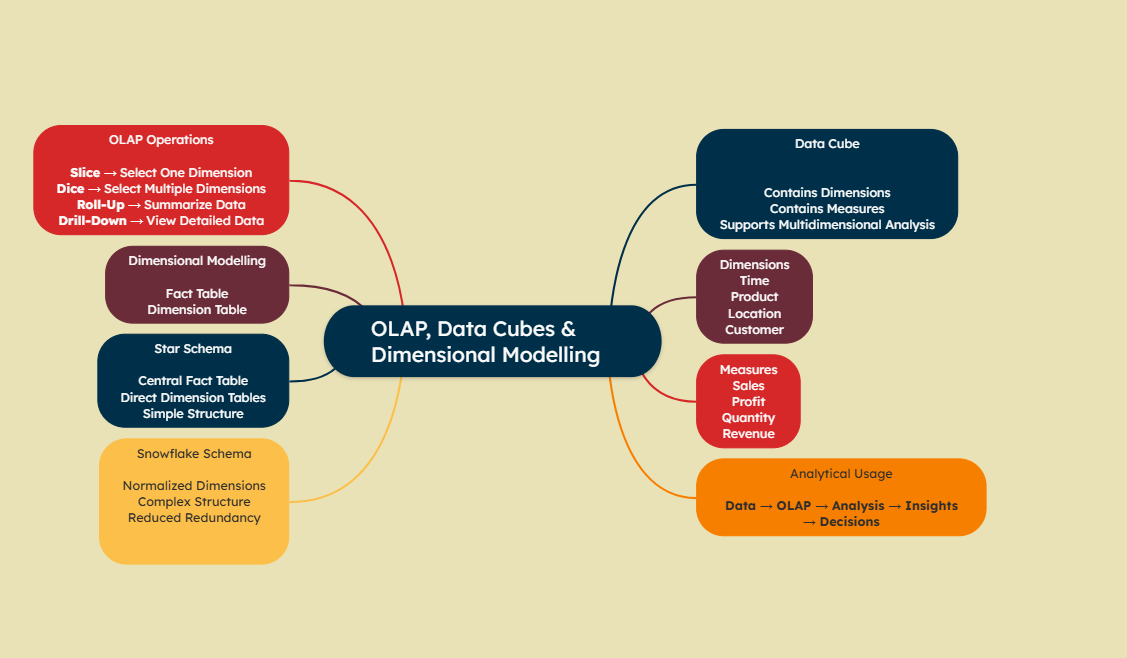 OLAP, Data Cubes &
Dimensional Modelling
OLAP Operations
Slice → Select One Dimension
Dice → Select Multiple Dimensions
Roll-Up → Summarize Data
Drill-Down → View Detailed Data
Dimensional Modelling
Fact Table
Dimension Table
Star Schema
Central Fact Table
Direct Dimension Tables
Simple Structure
Snowflake Schema
Normalized Dimensions
Complex Structure
Reduced Redundancy
Data Cube
Contains Dimensions
Contains Measures
Supports Multidimensional Analysis
Dimensions
Time
Product
Location
Customer
Measures
Sales
Profit
Quantity
Revenue
Analytical Usage
Data → OLAP → Analysis → Insights
→ Decisions